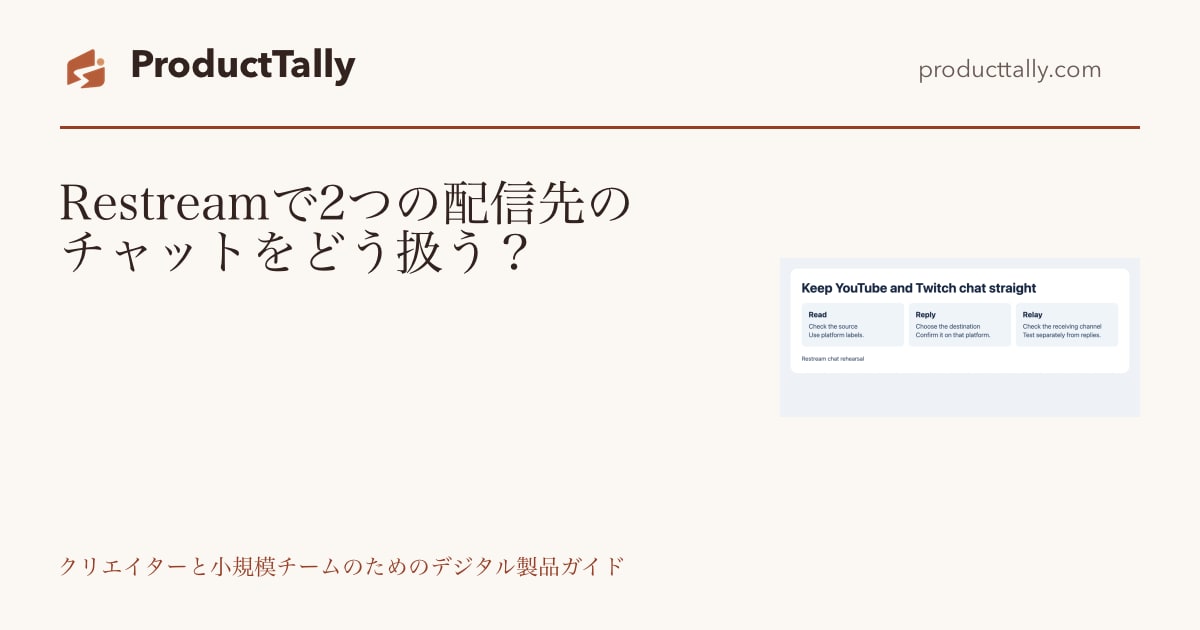 ProductTally
producttally.com
Restreamで2つの配信先の
チャットをどう扱う？
Keep YouTube and Twitch chat straight
Read
Check the source
Use platform labels.
Reply
Choose the destination
Confirm it on that platform.
Relay
Check the receiving channel
Test separately from replies.
Restream chat rehearsal
クリエイターと小規模チームのためのデジタル製品ガイド